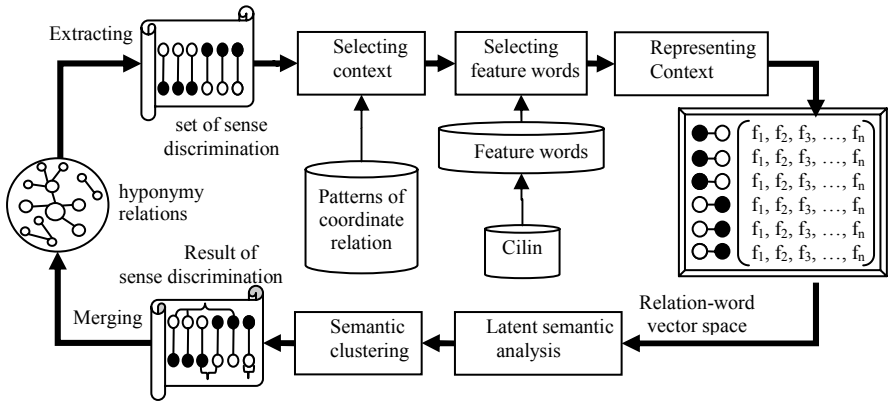 Extracting
set of sense
discrimination
Selecting
context
Selecting
feature words
Representing
Context
Patterns of
coordinate
relation
Feature words
Cilin
f1, f2, f3, …, fn
f1, f2, f3, …, fn
f1, f2, f3, …, fn
f1, f2, f3, …, fn
f1, f2, f3, …, fn
f1, f2, f3, …, fn
hyponymy
relations
Relation-word
vector space
Latent semantic
analysis
Semantic
clustering
Result of
sense discrimination
Merging